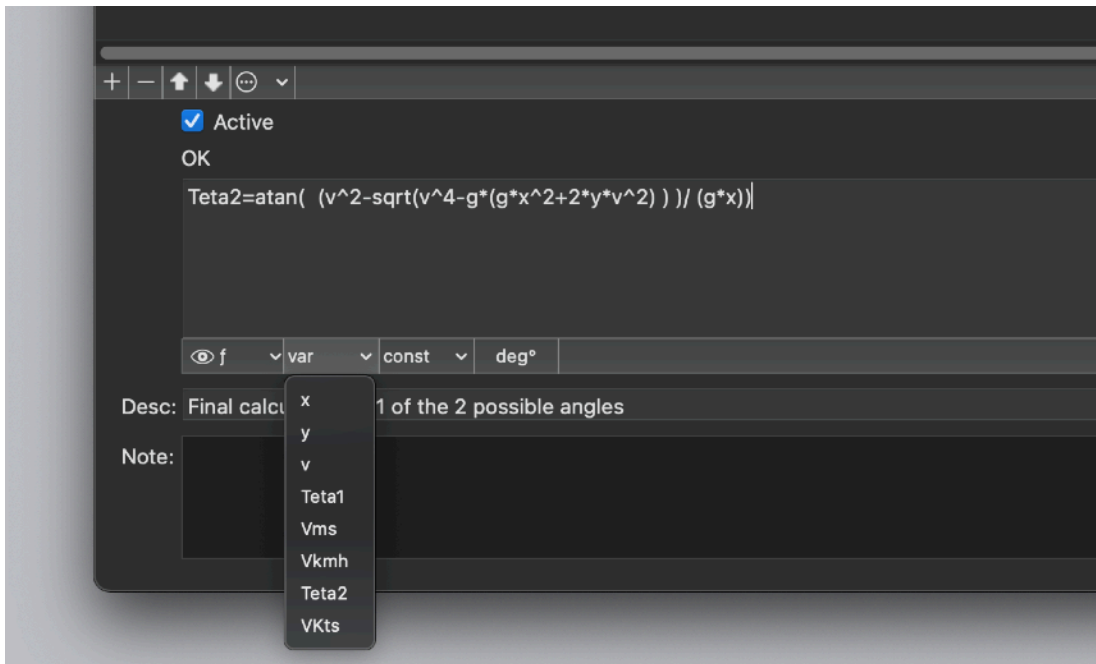 Active
OK
Teta2=atan(  (v^2-sqrt(v^4-g*(g*x^2+2*y*v^2) ) )/ (g*x))
f var const deg°
Desc: Final calcu 1 of the 2 possible angles
x
y
Note:
v
Teta1
Vms
Vkmh
Teta2
VKts